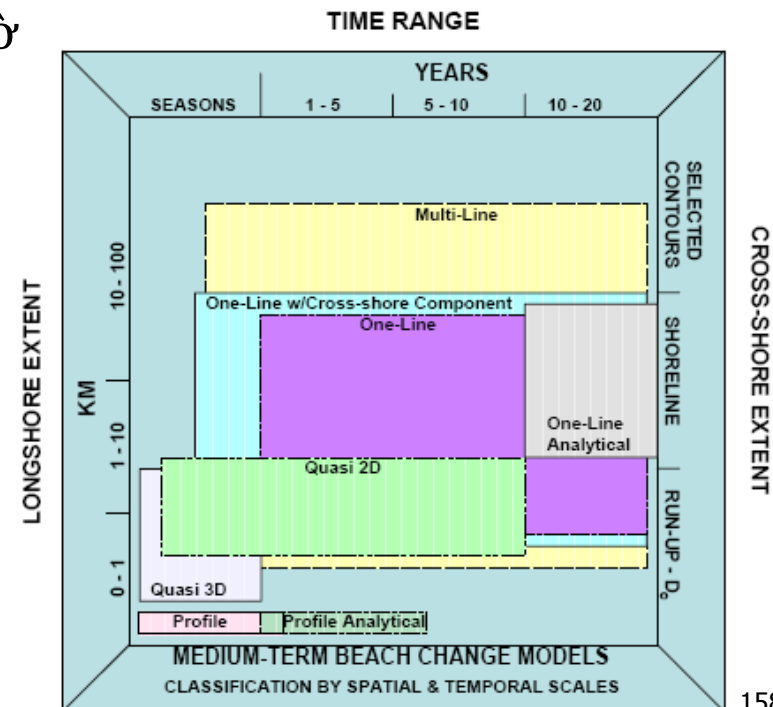 ờ
TIME RANGE
YEARS
SEASONS 1 - 5 5 - 10 10 - 20
LONGSHORE EXTENT
KM
10 - 100
1 - 10
0 - 1
SELECTED
CONTOURS
SHORELINE
RUN-UP - Do
CROSS-SHORE EXTENT
Multi-Line
One-Line w/Cross-shore Component
One-Line
One-Line
Analytical
Quasi 2D
Quasi 3D
Profile Profile Analytical
MEDIUM-TERM BEACH CHANGE MODELS
CLASSIFICATION BY SPATIAL & TEMPORAL SCALES
158